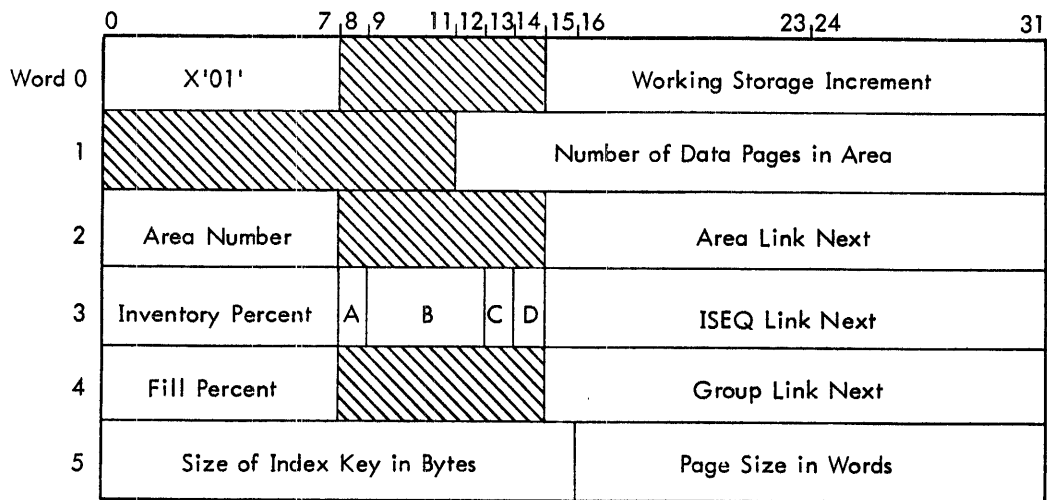 0 7 8 9 11 12 13 14 15 16 23 24 31
Word 0 X'01' Working Storage Increment
1 Number of Data Pages in Area
2 Area Number Area Link Next
3 Inventory Percent A B C D ISEQ Link Next
4 Fill Percent Group Link Next
5 Size of Index Key in Bytes Page Size in Words